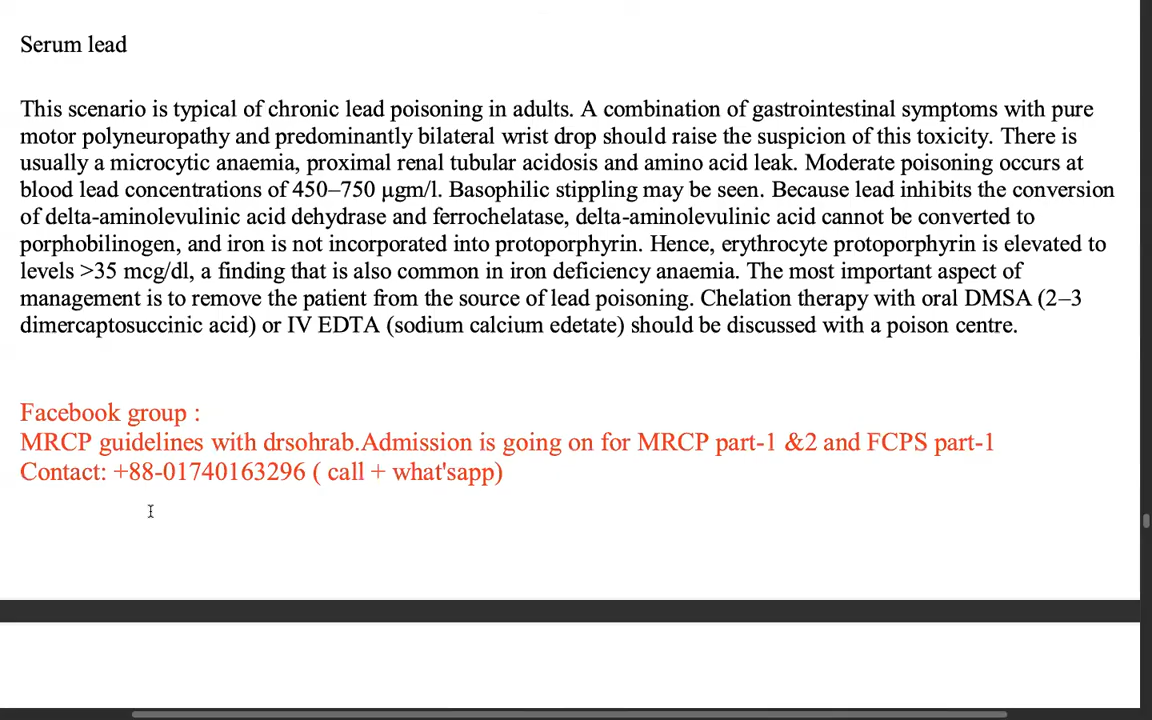 Serum lead
This scenario is typical of chronic lead poisoning in adults. A combination of gastrointestinal symptoms with pure
motor polyneuropathy and predominantly bilateral wrist drop should raise the suspicion of this toxicity. There is
usually a microcytic anaemia, proximal renal tubular acidosis and amino acid leak. Moderate poisoning occurs at
blood lead concentrations of 450–750 μgm/l. Basophilic stippling may be seen. Because lead inhibits the conversion
of delta-aminolevulinic acid dehydrase and ferrochelatase, delta-aminolevulinic acid cannot be converted to
porphobilinogen, and iron is not incorporated into protoporphyrin. Hence, erythrocyte protoporphyrin is elevated to
levels >35 mcg/dl, a finding that is also common in iron deficiency anaemia. The most important aspect of
management is to remove the patient from the source of lead poisoning. Chelation therapy with oral DMSA (2–3
dimercaptosuccinic acid) or IV EDTA (sodium calcium edetate) should be discussed with a poison centre.
Facebook group :
MRCP guidelines with drsohrab.Admission is going on for MRCP part-1 &2 and FCPS part-1
Contact: +88-01740163296 ( call + what'sapp)